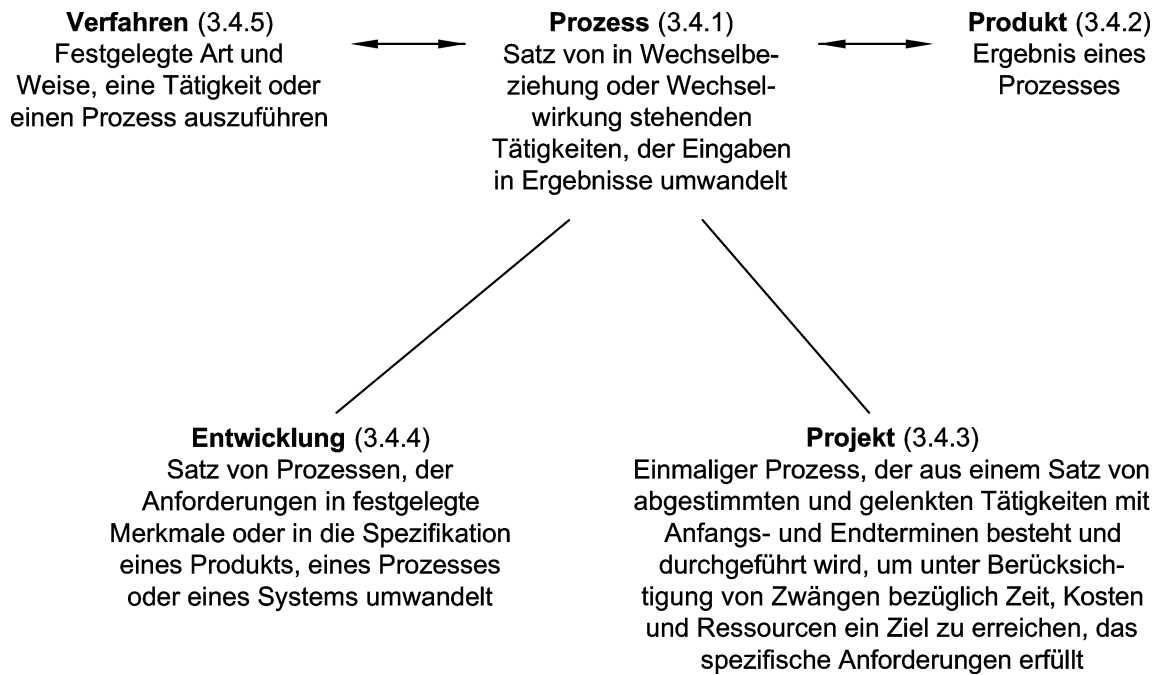 Verfahren (3.4.5)
Festgelegte Art und
Weise, eine Tätigkeit oder
einen Prozess auszuführen
Prozess (3.4.1)
Satz von in Wechselbe-
ziehung oder Wechsel-
wirkung stehenden
Tätigkeiten, der Eingaben
in Ergebnisse umwandelt
Produkt (3.4.2)
Ergebnis eines
Prozesses
Entwicklung (3.4.4)
Satz von Prozessen, der
Anforderungen in festgelegte
Merkmale oder in die Spezifikation
eines Produkts, eines Prozesses
oder eines Systems umwandelt
Projekt (3.4.3)
Einmaliger Prozess, der aus einem Satz von
abgestimmten und gelenkten Tätigkeiten mit
Anfangs- und Endterminen besteht und
durchgeführt wird, um unter Berücksich-
tigung von Zwängen bezüglich Zeit, Kosten
und Ressourcen ein Ziel zu erreichen, das
spezifische Anforderungen erfüllt